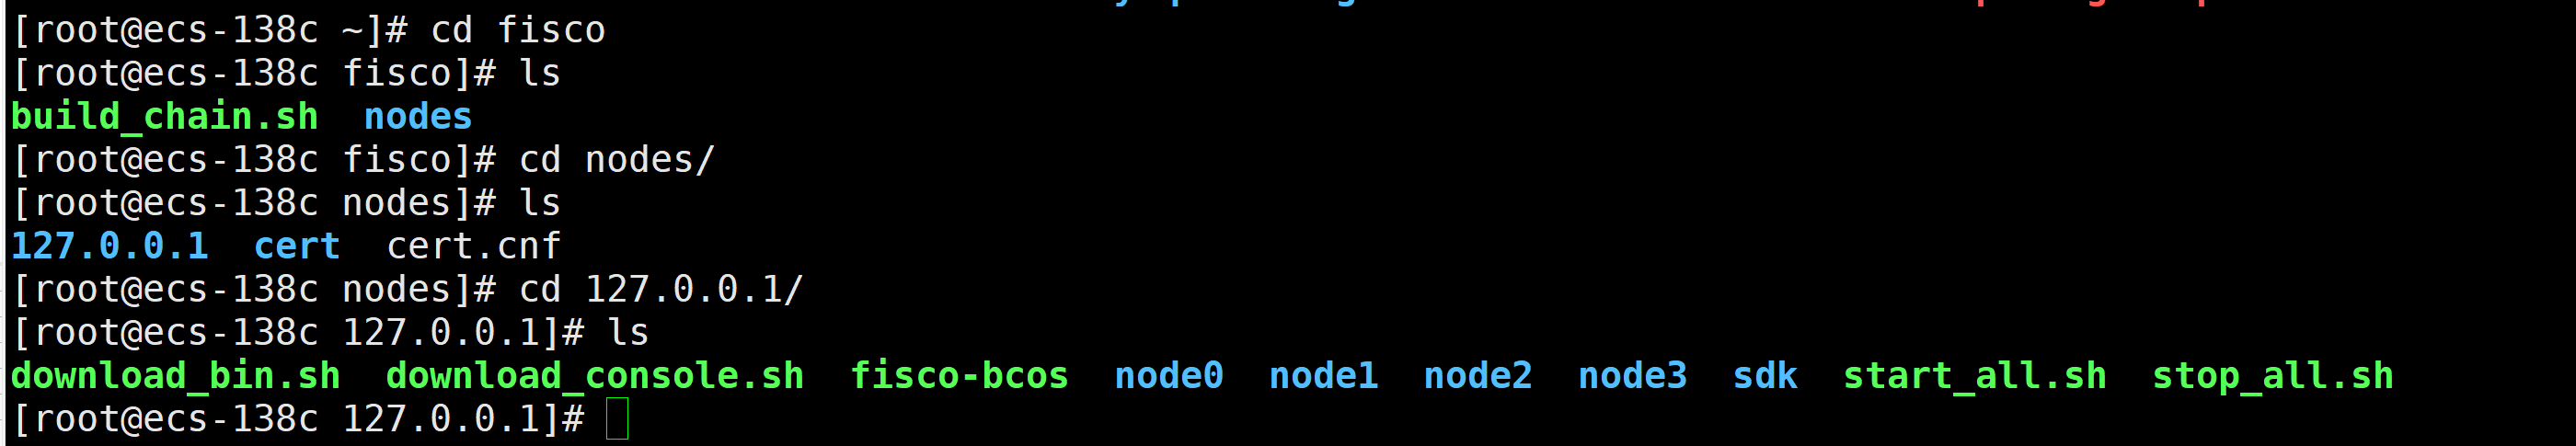 [root@ecs-138c ~]# cd fisco
[root@ecs-138c fisco]# ls
build_chain.sh  nodes
[root@ecs-138c fisco]# cd nodes/
[root@ecs-138c nodes]# ls
127.0.0.1  cert  cert.cnf
[root@ecs-138c nodes]# cd 127.0.0.1/
[root@ecs-138c 127.0.0.1]# ls
download_bin.sh  download_console.sh  fisco-bcos  node0  node1  node2  node3  sdk  start_all.sh  stop_all.sh
[root@ecs-138c 127.0.0.1]#